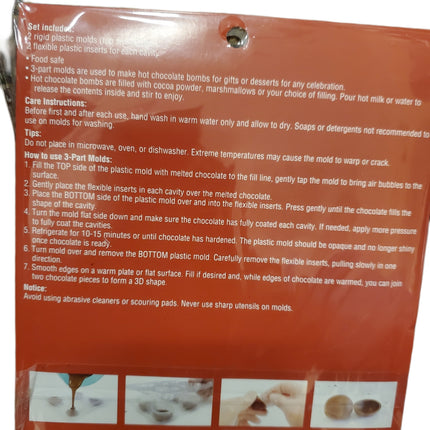 Set includes:
2 rigid plastic molds (top
2 flexible plastic inserts for each cavity
• Food safe
• 3-part molds are used to make hot chocolate bombs for gifts or desserts for any celebration.
• Hot chocolate bombs are filled with cocoa powder, marshmallows or your choice of filling. Pour hot milk or water to
release the contents inside and stir to enjoy.
Care Instructions:
Before first and after each use, hand wash in warm water only and allow to dry. Soaps or detergents not recommended to
use on molds for washing.
Tips:
Do not place in microwave, oven, or dishwasher. Extreme temperatures may cause the mold to warp or crack.
How to use 3-Part Molds:
1. Fill the TOP side of the plastic mold with melted chocolate to the fill line, gently tap the mold to bring air bubbles to the
surface.
2. Gently place the flexible inserts in each cavity over the melted chocolate.
3. Place the BOTTOM side of the plastic mold over and into the flexible inserts. Press gently until the chocolate fills the
shape of the cavity.
4. Turn the mold flat side down and make sure the chocolate has fully coated each cavity. If needed, apply more pressure
to fully coat the cavities.
5. Refrigerate for 10-15 minutes or until chocolate has hardened. The plastic mold should be opaque and no longer shiny
once chocolate is ready.
6. Turn mold over and remove the BOTTOM plastic mold. Carefully remove the flexible inserts, pulling slowly in one
direction.
7. Smooth edges on a warm plate or flat surface. Fill if desired and, while edges of chocolate are warmed, you can join
two chocolate pieces to form a 3D shape.
Notice:
Avoid using abrasive cleaners or scouring pads. Never use sharp utensils on molds.